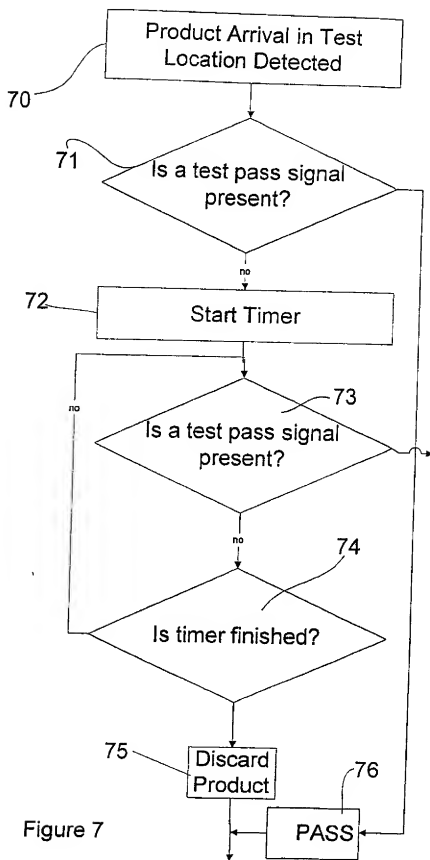 Product Arrival in Test
Location Detected
70
71
Is a test pass signal
present?
no
72
Start Timer
73
no
Is a test pass signal
present?
no
74
Is timer finished?
75
Discard
Product
76
PASS
Figure 7